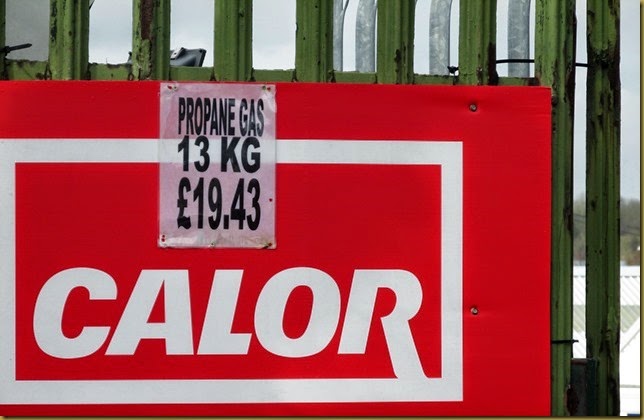 PROPANE GAS
13 KG
£19.43
CALOR